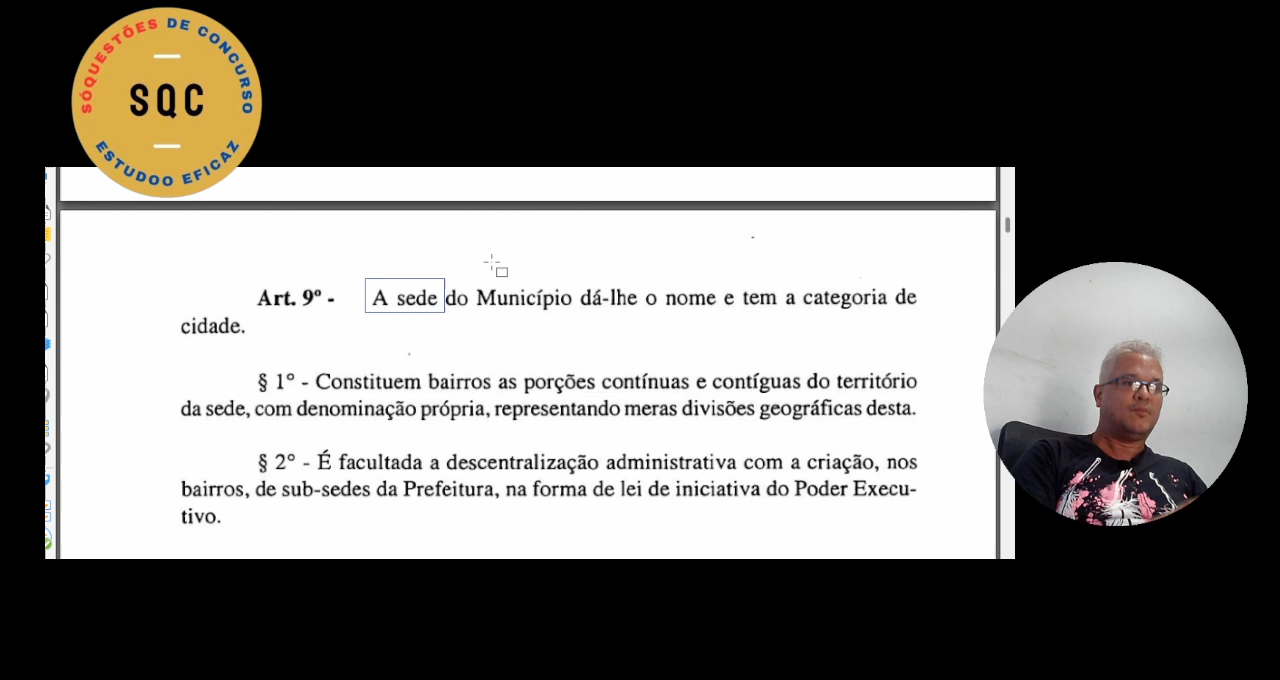 SÓQUESTÕES DE CONCURSO
SQC
ESTUDOO EFICAZ
Art. 9º - A sede do Município dá-lhe o nome e tem a categoria de
cidade.
§ 1º - Constituem bairros as porções contínuas e contíguas do território
da sede, com denominação própria, representando meras divisões geográficas desta.
§ 2º - É facultada a descentralização administrativa com a criação, nos
bairros, de sub-sedes da Prefeitura, na forma de lei de iniciativa do Poder Execu-
tivo.